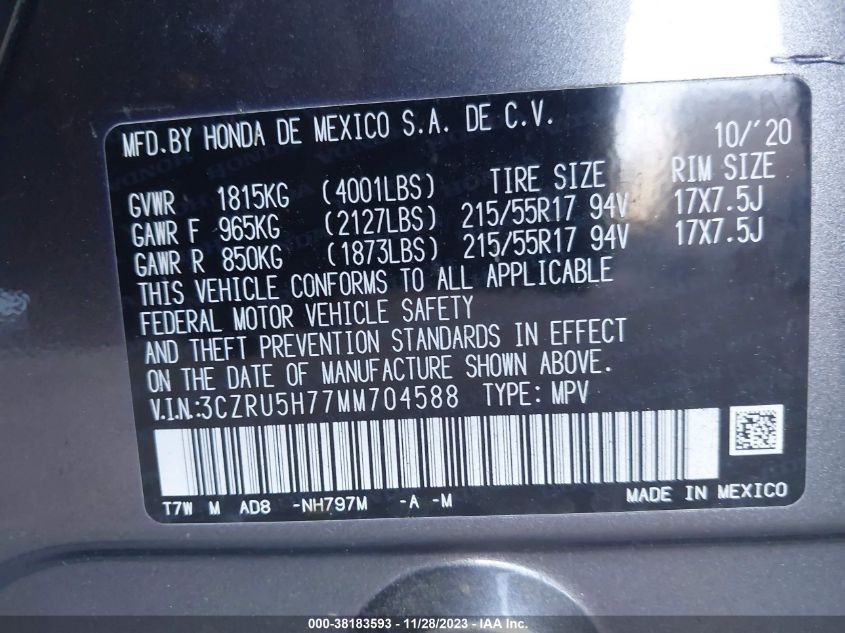 MFD.BY HONDA DE MEXICO S.A. DE C.V.
10/'20
GVWR 1815KG (4001LBS) TIRE SIZE RIM SIZE
GAWR F 965KG (2127LBS) 215/55R17 94V 17X7.5J
GAWR R 850KG (1873LBS) 215/55R17 94V 17X7.5J
THIS VEHICLE CONFORMS TO ALL APPLICABLE
FEDERAL MOTOR VEHICLE SAFETY
AND THEFT PREVENTION STANDARDS IN EFFECT
ON THE DATE OF MANUFACTURE SHOWN ABOVE.
V.I.N.:3CZRU5H77MM704588 TYPE: MPV
T7W M AD8 -NH797M -A -M MADE IN MEXICO
000-38183593 - 11/28/2023 - IAA Inc.